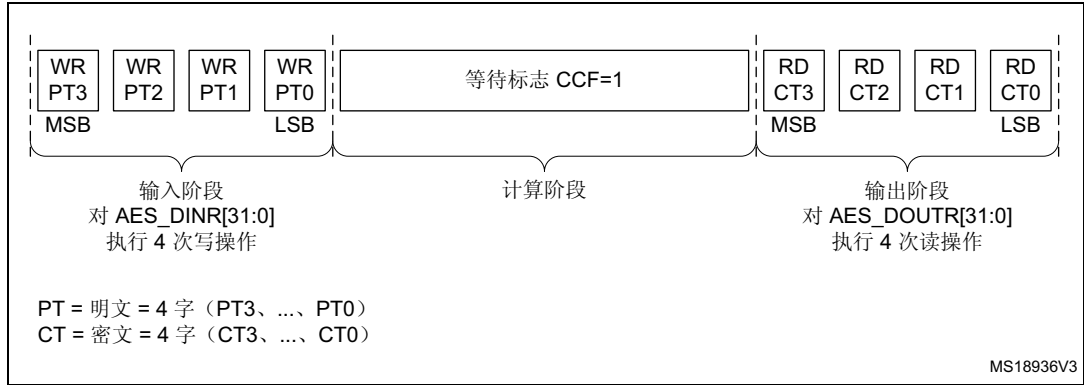 WR PT3 WR PT2 WR PT1 WR PT0
MSB LSB
等待标志 CCF=1
RD CT3 RD CT2 RD CT1 RD CT0
MSB LSB
输入阶段
对 AES_DINR[31:0]
执行 4 次写操作
计算阶段
输出阶段
对 AES_DOUTR[31:0]
执行 4 次读操作
PT = 明文 = 4 字（PT3、...、PT0）
CT = 密文 = 4 字（CT3、...、CT0）
MS18936V3